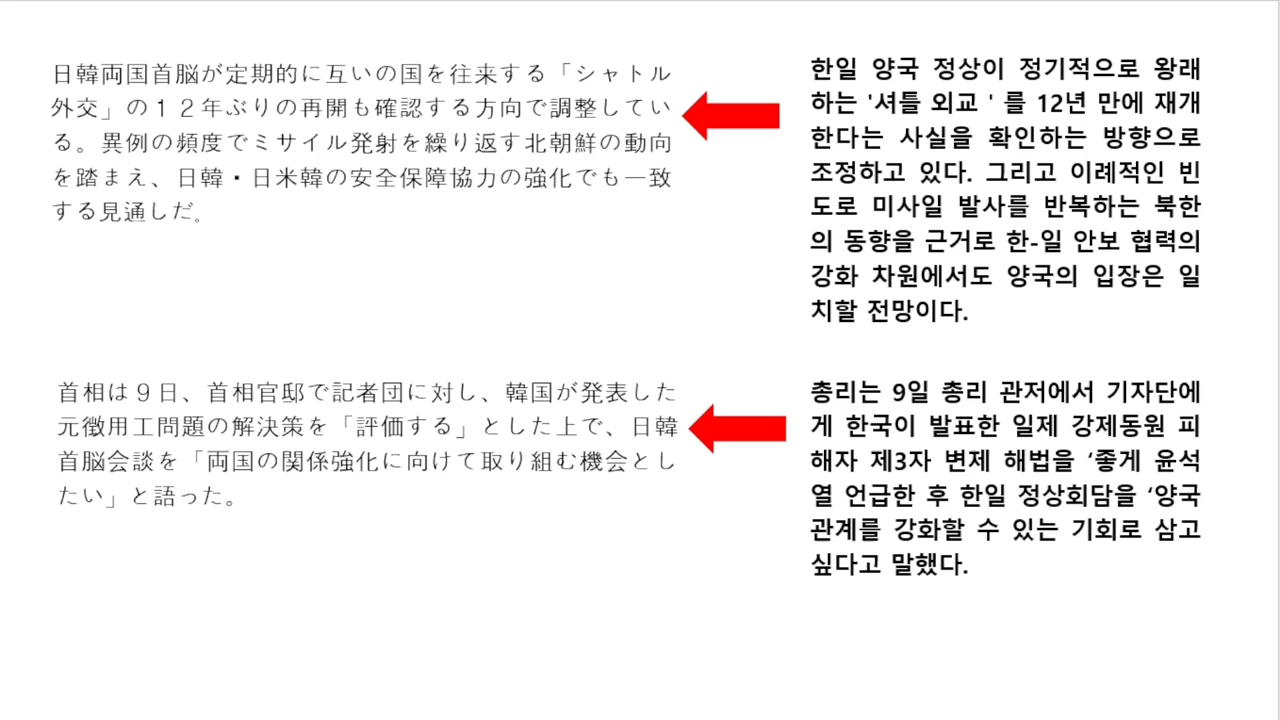 日韓両国首脳が定期的に互いの国を往来する「シャトル
外交」の１２年ぶりの再開も確認する方向で調整してい
る。異例の頻度でミサイル発射を繰り返す北朝鮮の動向
を踏まえ、日韓・日米韓の安全保障協力の強化でも一致
する見通しだ。
한일 양국 정상이 정기적으로 왕래
하는 '셔틀 외교 ' 를 12년 만에 재개
한다는 사실을 확인하는 방향으로
조정하고 있다. 그리고 이례적인 빈
도로 미사일 발사를 반복하는 북한
의 동향을 근거로 한-일 안보 협력의
강화 차원에서도 양국의 입장은 일
치할 전망이다.
首相は９日、首相官邸で記者団に対し、韓国が発表した
元徴用工問題の解決策を「評価する」とした上で、日韓
首脳会談を「両国の関係強化に向けて取り組む機会とし
たい」と語った。
총리는 9일 총리 관저에서 기자단에
게 한국이 발표한 일제 강제동원 피
해자 제3자 변제 해법을 ‘좋게 윤석
열 언급한 후 한일 정상회담을 ‘양국
관계를 강화할 수 있는 기회로 삼고
싶다고 말했다.